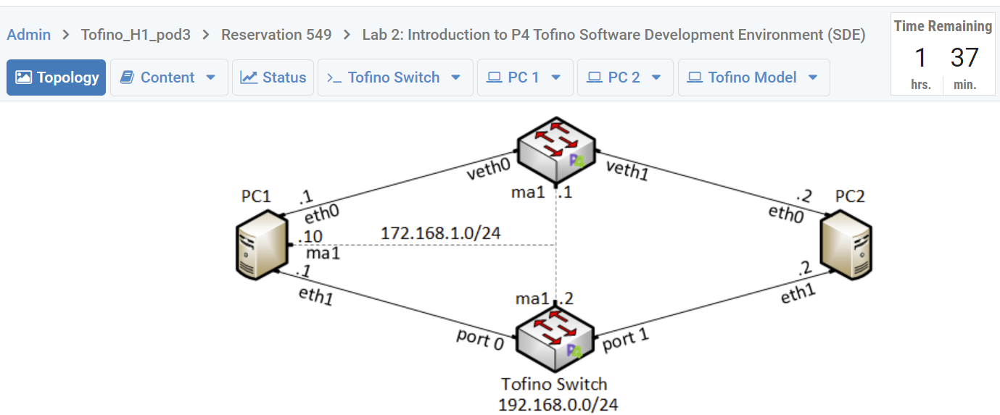 Admin > Tofino_H1_pod3 > Reservation 549 > Lab 2: Introduction to P4 Tofino Software Development Environment (SDE)
Time Remaining
1 37
hrs. min.
Topology
Content
Status
>_ Tofino Switch
PC 1
PC 2
Tofino Model
P4
veth0
veth1
ma1 .1
PC1
.1
eth0
.2
PC2
eth0
.10
172.168.1.0/24
ma1
.1
eth1
.2
eth1
ma1 .2
port 0
P4
port 1
Tofino Switch
192.168.0.0/24